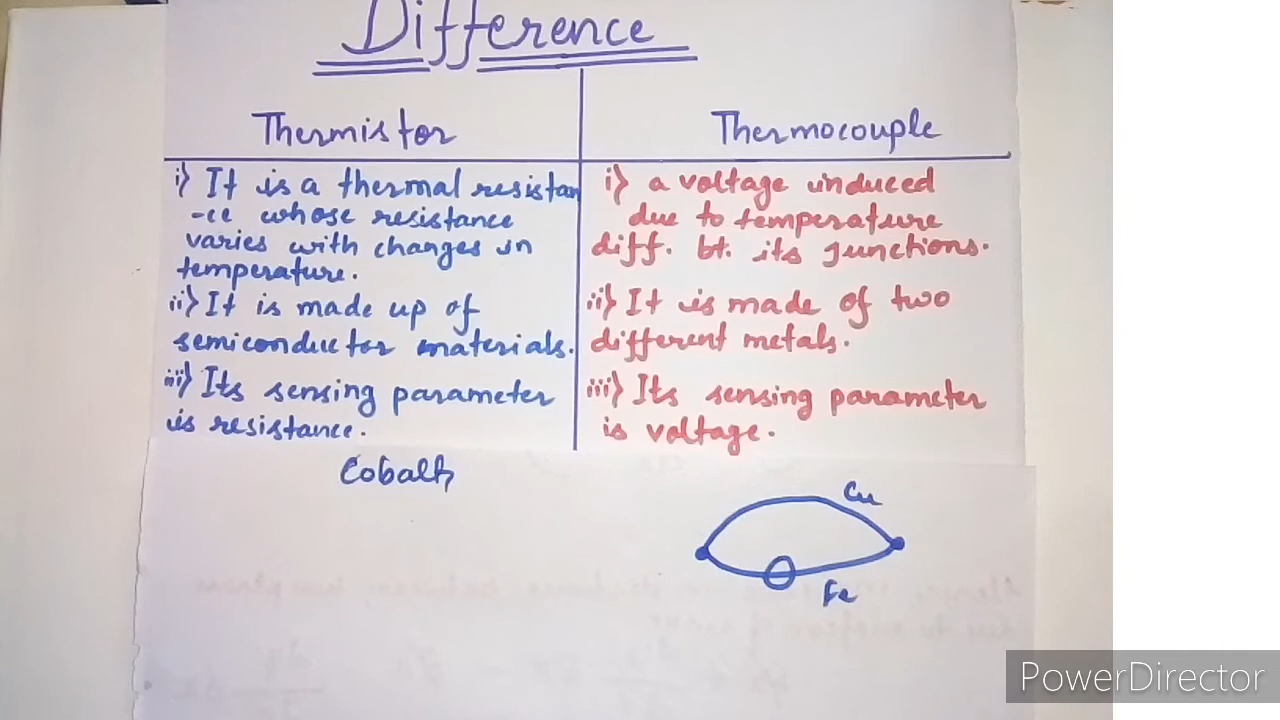 Difference
Thermistor
i) It is a thermal resistan
-ce whose resistance
varies with changes in
temperature.
ii) It is made up of
semiconductor materials.
iii) Its sensing parameter
is resistance.
Cobalt
Thermocouple
i) a voltage induced
due to temperature
diff. bt. its junctions.
ii) It is made of two
different metals.
iii) Its sensing parameter
is voltage.
Cu
Fe
PowerDirector